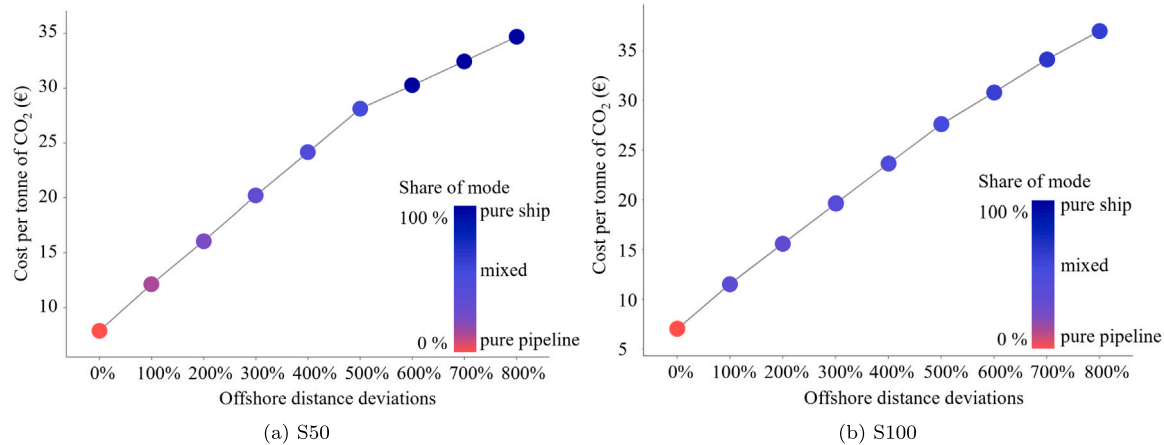 35
30
25
20
15
10
Cost per tonne of CO2 (€)
Share of mode
100 %
pure ship
mixed
0 %
pure pipeline
0% 100% 200% 300% 400% 500% 600% 700% 800%
Offshore distance deviations
(a) S50
35
30
25
20
15
10
5
Cost per tonne of CO2 (€)
Share of mode
100 %
pure ship
mixed
0 %
pure pipeline
0% 100% 200% 300% 400% 500% 600% 700% 800%
Offshore distance deviations
(b) S100